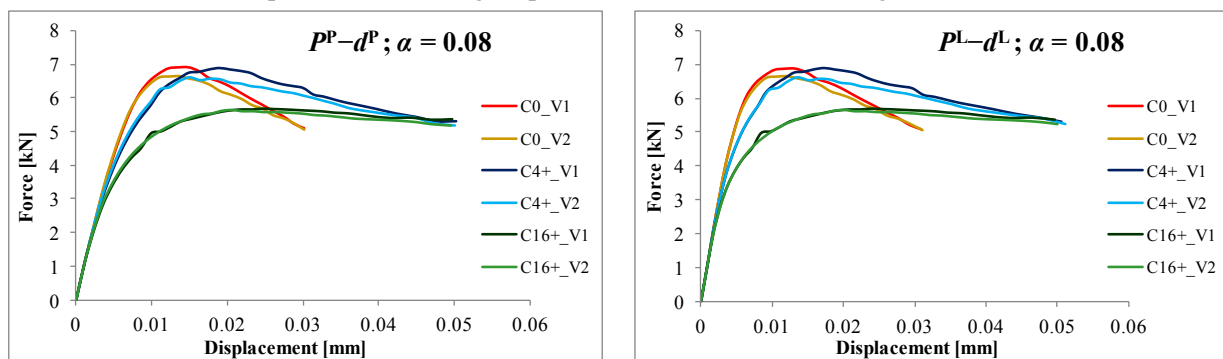 P^P–d^P ; α = 0.08
Force [kN]
8
7
6
5
4
3
2
1
0
C0_V1
C0_V2
C4+_V1
C4+_V2
C16+_V1
C16+_V2
0 0.01 0.02 0.03 0.04 0.05 0.06
Displacement [mm]
P^L–d^L ; α = 0.08
Force [kN]
8
7
6
5
4
3
2
1
0
C0_V1
C0_V2
C4+_V1
C4+_V2
C16+_V1
C16+_V2
0 0.01 0.02 0.03 0.04 0.05 0.06
Displacement [mm]